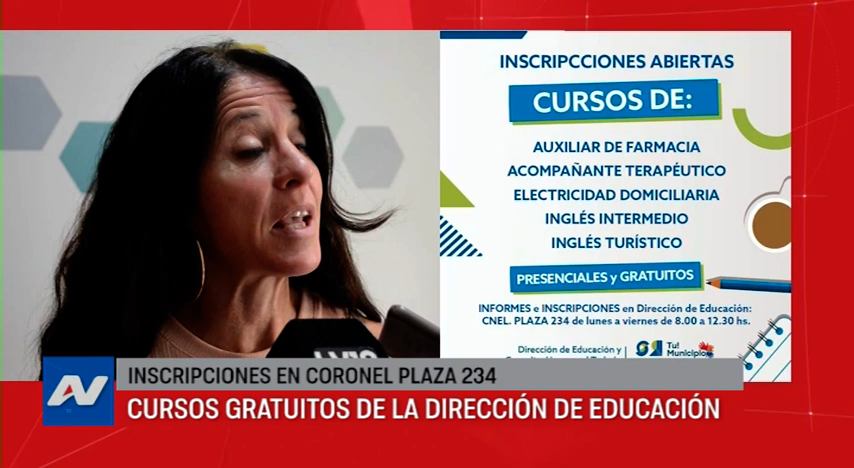 INSCRIPCCIONES ABIERTAS
CURSOS DE:
AUXILIAR DE FARMACIA
ACOMPAÑANTE TERAPÉUTICO
ELECTRICIDAD DOMICILIARIA
INGLÉS INTERMEDIO
INGLÉS TURÍSTICO
PRESENCIALES y GRATUITOS
INFORMES e INSCRIPCIONES en Dirección de Educación:
CNEL. PLAZA 234 de lunes a viernes de 8.00 a 12.30 hs.
Dirección de Educación y
Tu!
Municipio
INSCRIPCIONES EN CORONEL PLAZA 234
CURSOS GRATUITOS DE LA DIRECCIÓN DE EDUCACIÓN